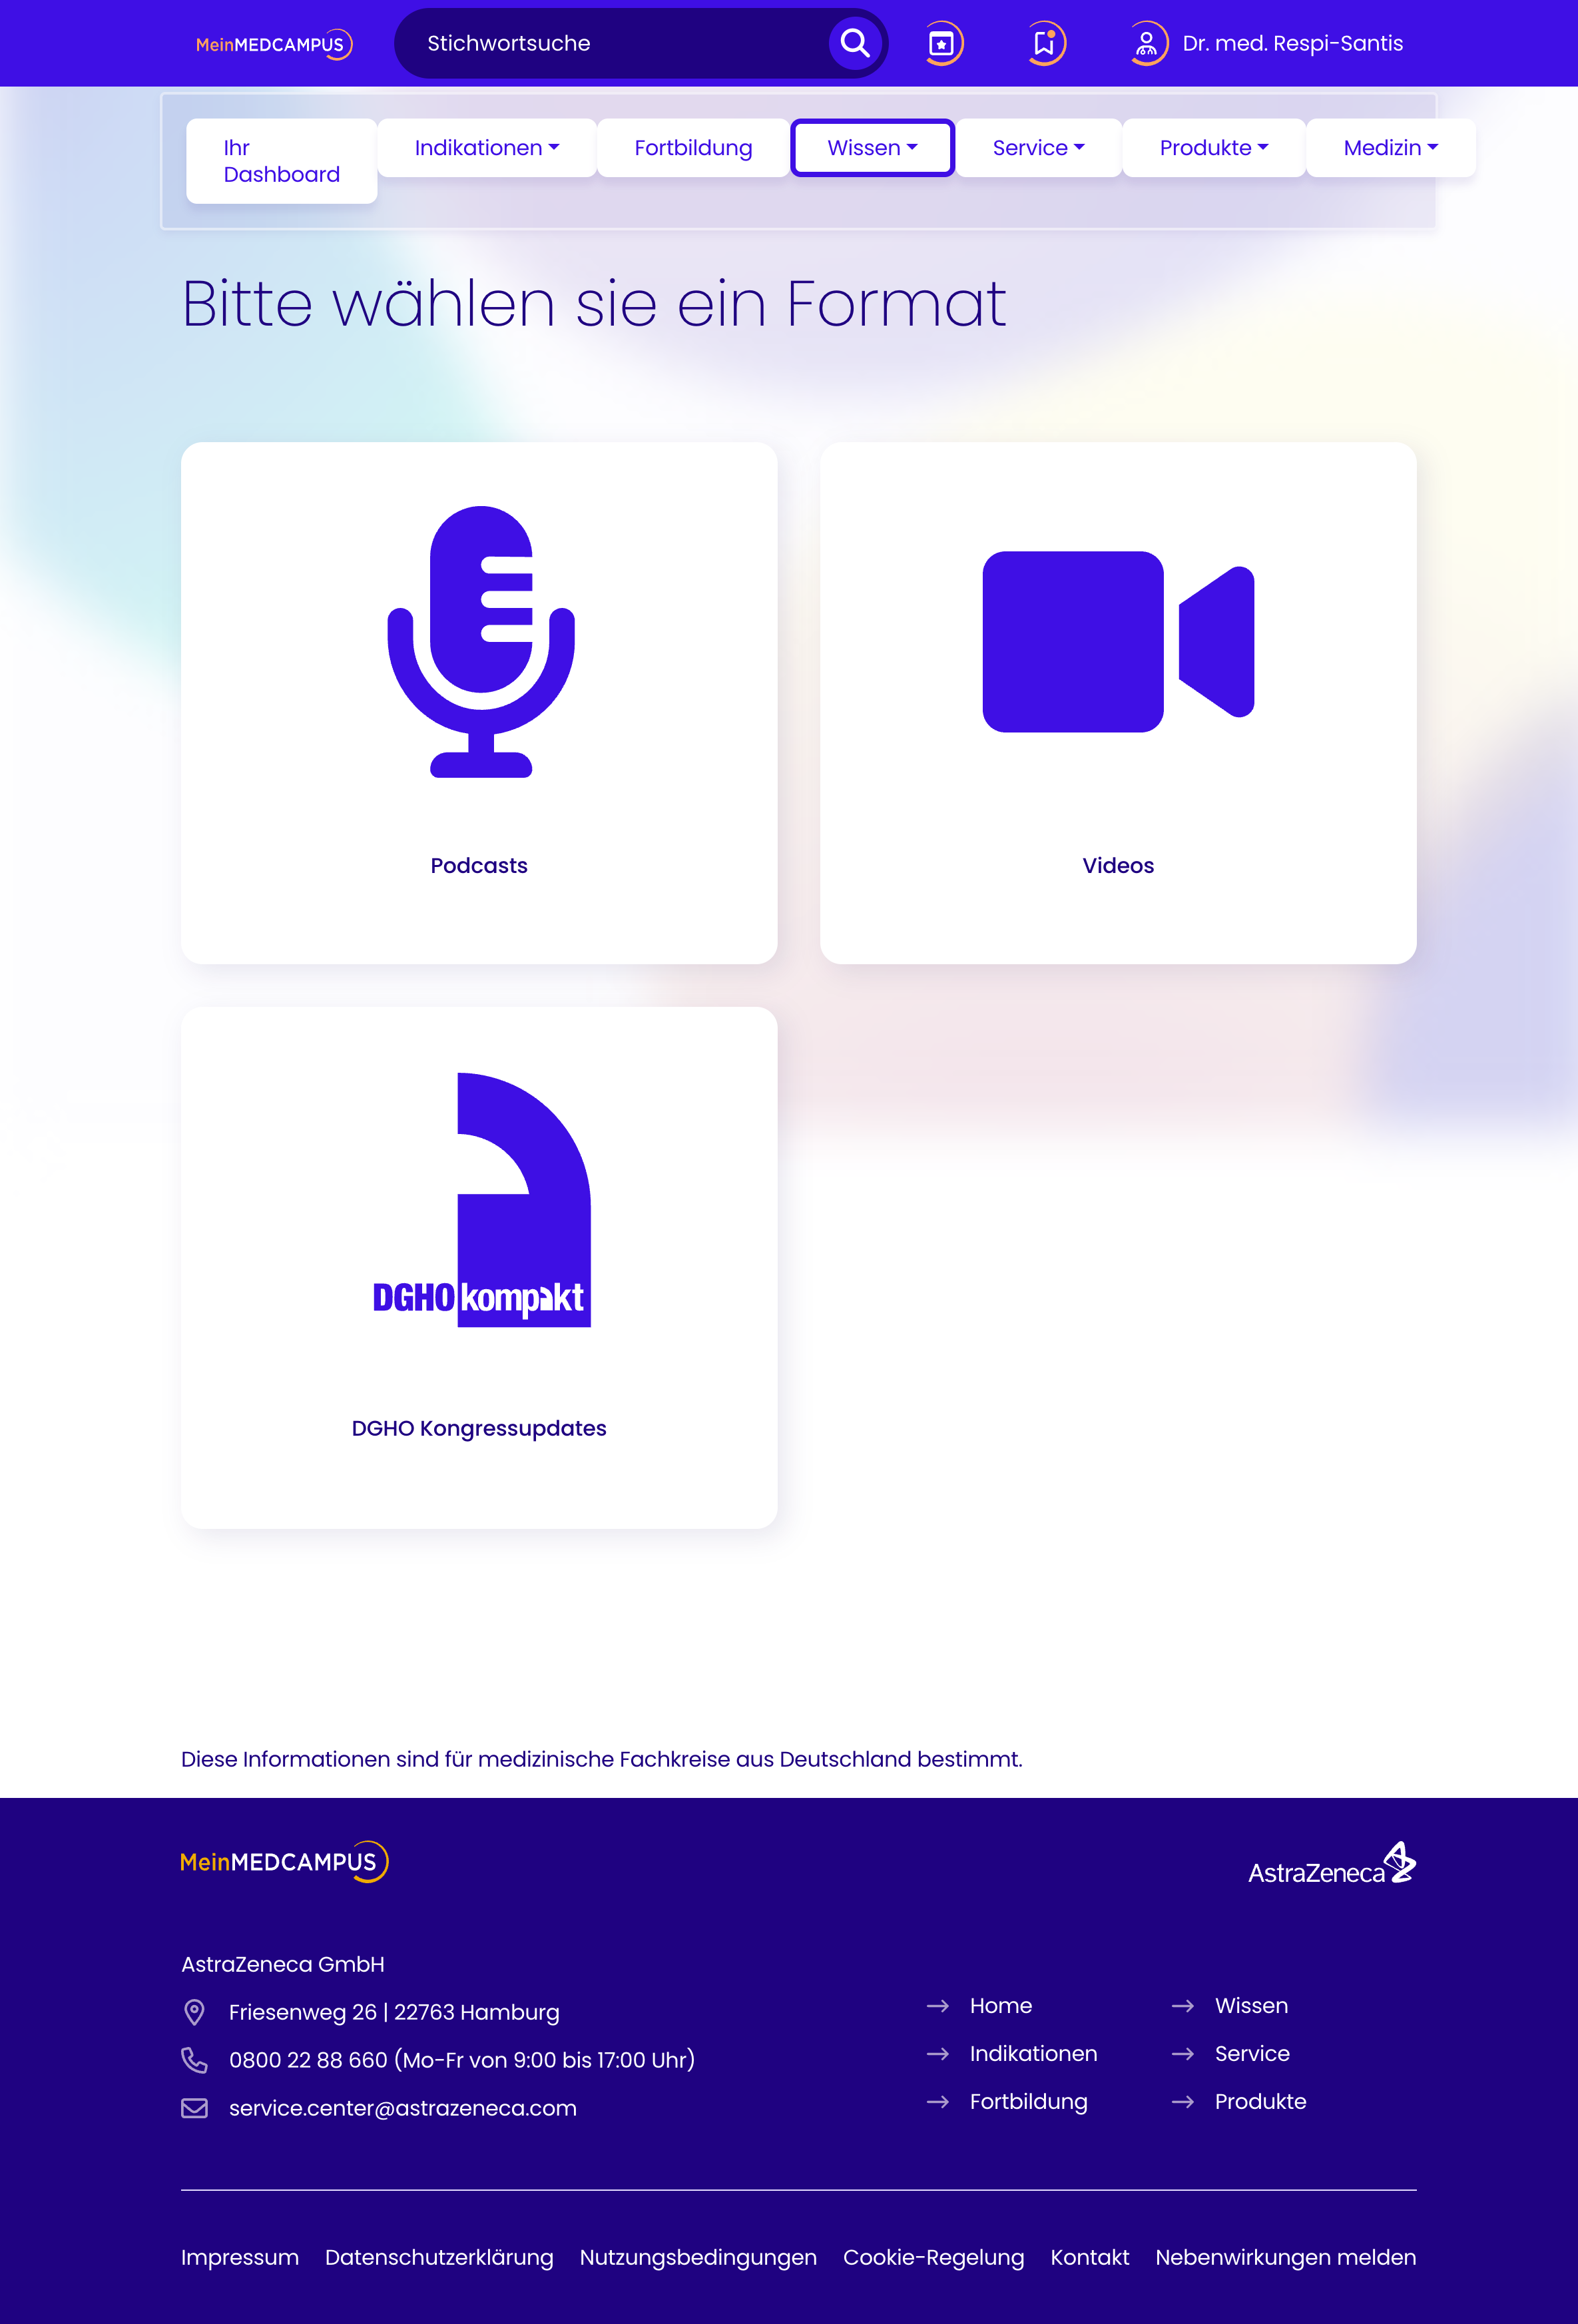 MeinMEDCAMPUS
Stichwortsuche
Dr. med. Respi-Santis
Ihr
Dashboard
Indikationen
Fortbildung
Wissen
Service
Produkte
Medizin
Bitte wählen sie ein Format
Podcasts
Videos
DGHO kompakt
DGHO Kongressupdates
Diese Informationen sind für medizinische Fachkreise aus Deutschland bestimmt.
MeinMEDCAMPUS
AstraZeneca
AstraZeneca GmbH
Friesenweg 26 | 22763 Hamburg
0800 22 88 660 (Mo-Fr von 9:00 bis 17:00 Uhr)
service.center@astrazeneca.com
Home
Indikationen
Fortbildung
Wissen
Service
Produkte
Impressum Datenschutzerklärung Nutzungsbedingungen Cookie-Regelung Kontakt Nebenwirkungen melden